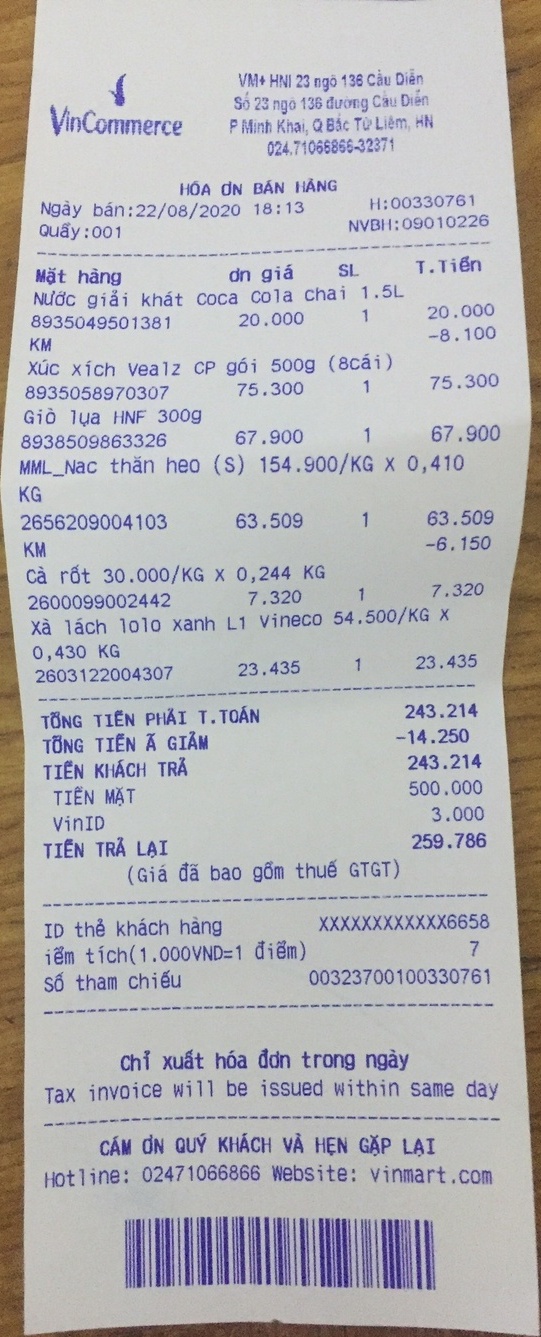 VinCommerce
VM+ HNI 23 ngõ 136 Cầu Diễn
Số 23 ngõ 136 đường Cầu Diễn
P Minh Khai, Q Bắc Từ Liêm, HN
024.71066866-32371
HÓA ƠN BÁN HÀNG
Ngày bán:22/08/2020 18:13 H:00330761
Quầy:001 NVBH:09010226
Mặt hàng ơn giá SL T.Tiền
Nước giải khát Coca Cola chai 1.5L
8935049501381 20.000 1 20.000
KM -8.100
Xúc xích Vealz CP gói 500g (8cái)
8935058970307 75.300 1 75.300
Giò lụa HNF 300g
8938509863326 67.900 1 67.900
MML_Nac thăn heo (S) 154.900/KG X 0,410
KG
2656209004103 63.509 1 63.509
KM -6.150
Cà rốt 30.000/KG X 0,244 KG
2600099002442 7.320 1 7.320
Xà lách lolo xanh L1 Vineco 54.500/KG X
0,430 KG
2603122004307 23.435 1 23.435
TỔNG TIỀN PHẢI T.TOÁN 243.214
TỔNG TIỀN Ã GIẢM -14.250
TIỀN KHÁCH TRẢ 243.214
TIỀN MẶT 500.000
VinID 3.000
TIỀN TRẢ LẠI 259.786
(Giá đã bao gồm thuế GTGT)
ID thẻ khách hàng XXXXXXXXXXXX6658
iểm tích(1.000VND=1 điểm) 7
Số tham chiếu 00323700100330761
Chỉ xuất hóa đơn trong ngày
Tax invoice will be issued within same day
CẢM ƠN QUÝ KHÁCH VÀ HẸN GẶP LẠI
Hotline: 02471066866 Website: vinmart.com